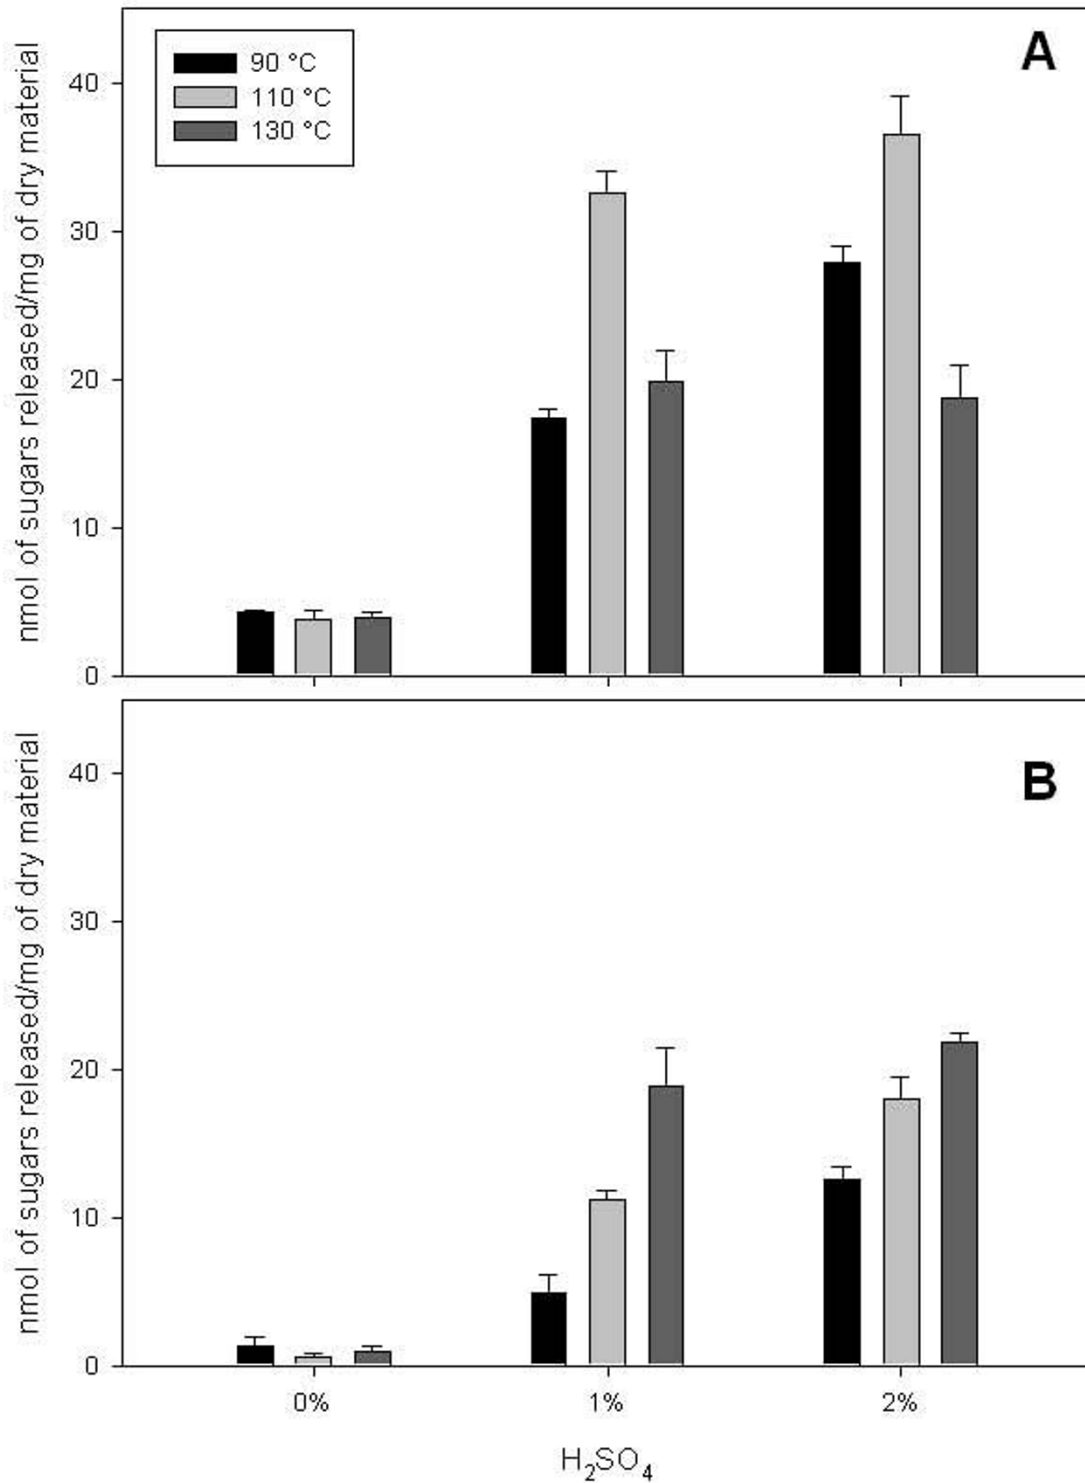 A
90 °C
110 °C
130 °C
nmol of sugars released/mg of dry material
40
30
20
10
0
B
nmol of sugars released/mg of dry material
40
30
20
10
0
0% 1% 2%
H₂SO₄